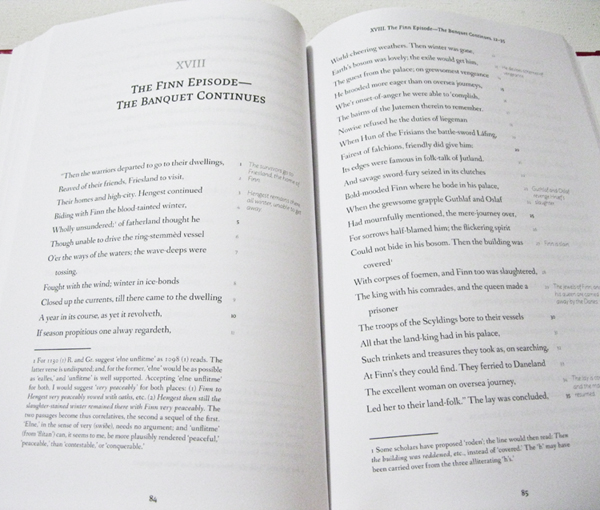 XVIII
THE FINN EPISODE—
THE BANQUET CONTINUES
"Then the warriors departed to go to their dwellings,
Reaved of their friends, Friesland to visit,
Their homes and high-city. Hengest continued
Biding with Finn the blood-tainted winter,
Wholly unsundered;¹ of fatherland thought he
5
Though unable to drive the ring-stemmèd vessel
O'er the ways of the waters; the wave-deeps were
tossing,
Fought with the wind; winter in ice-bonds
Closed up the currents, till there came to the dwelling
A year in its course, as yet it revolveth,
10
If season propitious one alway regardeth,
The survivors go to
Friesland, the home of
Finn.
Hengest remains there
all winter, unable to get
away.
1 For 1130 (1) R. and Gr. suggest 'elne unflitme' as 1098 (1) reads. The
latter verse is undisputed; and, for the former, 'elne' would be as possible
as 'ealles,' and 'unflitme' is well supported. Accepting 'elne unflitme'
for both, I would suggest 'very peaceably' for both places: (1) Finn to
Hengest very peaceably vowed with oaths, etc. (2) Hengest then still the
slaughter-stained winter remained there with Finn very peaceably. The
two passages become thus correlatives, the second a sequel of the first.
'Elne,' in the sense of very (swíðe), needs no argument; and 'unflitme'
(from 'flítan') can, it seems to me, be more plausibly rendered 'peaceful,'
'peaceable,' than 'contestable,' or 'conquerable.'
84
XVIII. The Finn Episode—The Banquet Continues, 12–35
World-cheering weathers. Then winter was gone,
Earth's bosom was lovely; the exile would get him,
The guest from the palace; on grewsomest vengeance
He brooded more eager than on oversea journeys,
Whe'r onset-of-anger he were able to 'complish,
The bairns of the Jutemen therein to remember.
Nowise refused he the duties of liegeman
When Hun of the Frisians the battle-sword Láfing,
Fairest of falchions, friendly did give him:
Its edges were famous in folk-talk of Jutland.
And savage sword-fury seized in its clutches
Bold-mooded Finn where he bode in his palace,
When the grewsome grapple Guthlaf and Oslaf
Had mournfully mentioned, the mere-journey over,
For sorrows half-blamed him; the flickering spirit
Could not bide in his bosom. Then the building was
covered¹
With corpses of foemen, and Finn too was slaughtered,
The king with his comrades, and the queen made a
prisoner
The troops of the Scyldings bore to their vessels
All that the land-king had in his palace,
Such trinkets and treasures they took as, on searching,
At Finn's they could find. They ferried to Daneland
The excellent woman on oversea journey,
Led her to their land-folk." The lay was concluded,
Guthlaf and Oslaf
revenge Hnæf's
slaughter.
Finn is slain.
The jewels of Finn, and
his queen are carried
away by the Danes.
1 Some scholars have proposed 'roden'; the line would then read: Then
the building was reddened, etc., instead of 'covered.' The 'h' may have
been carried over from the three alliterating 'h's.'
85